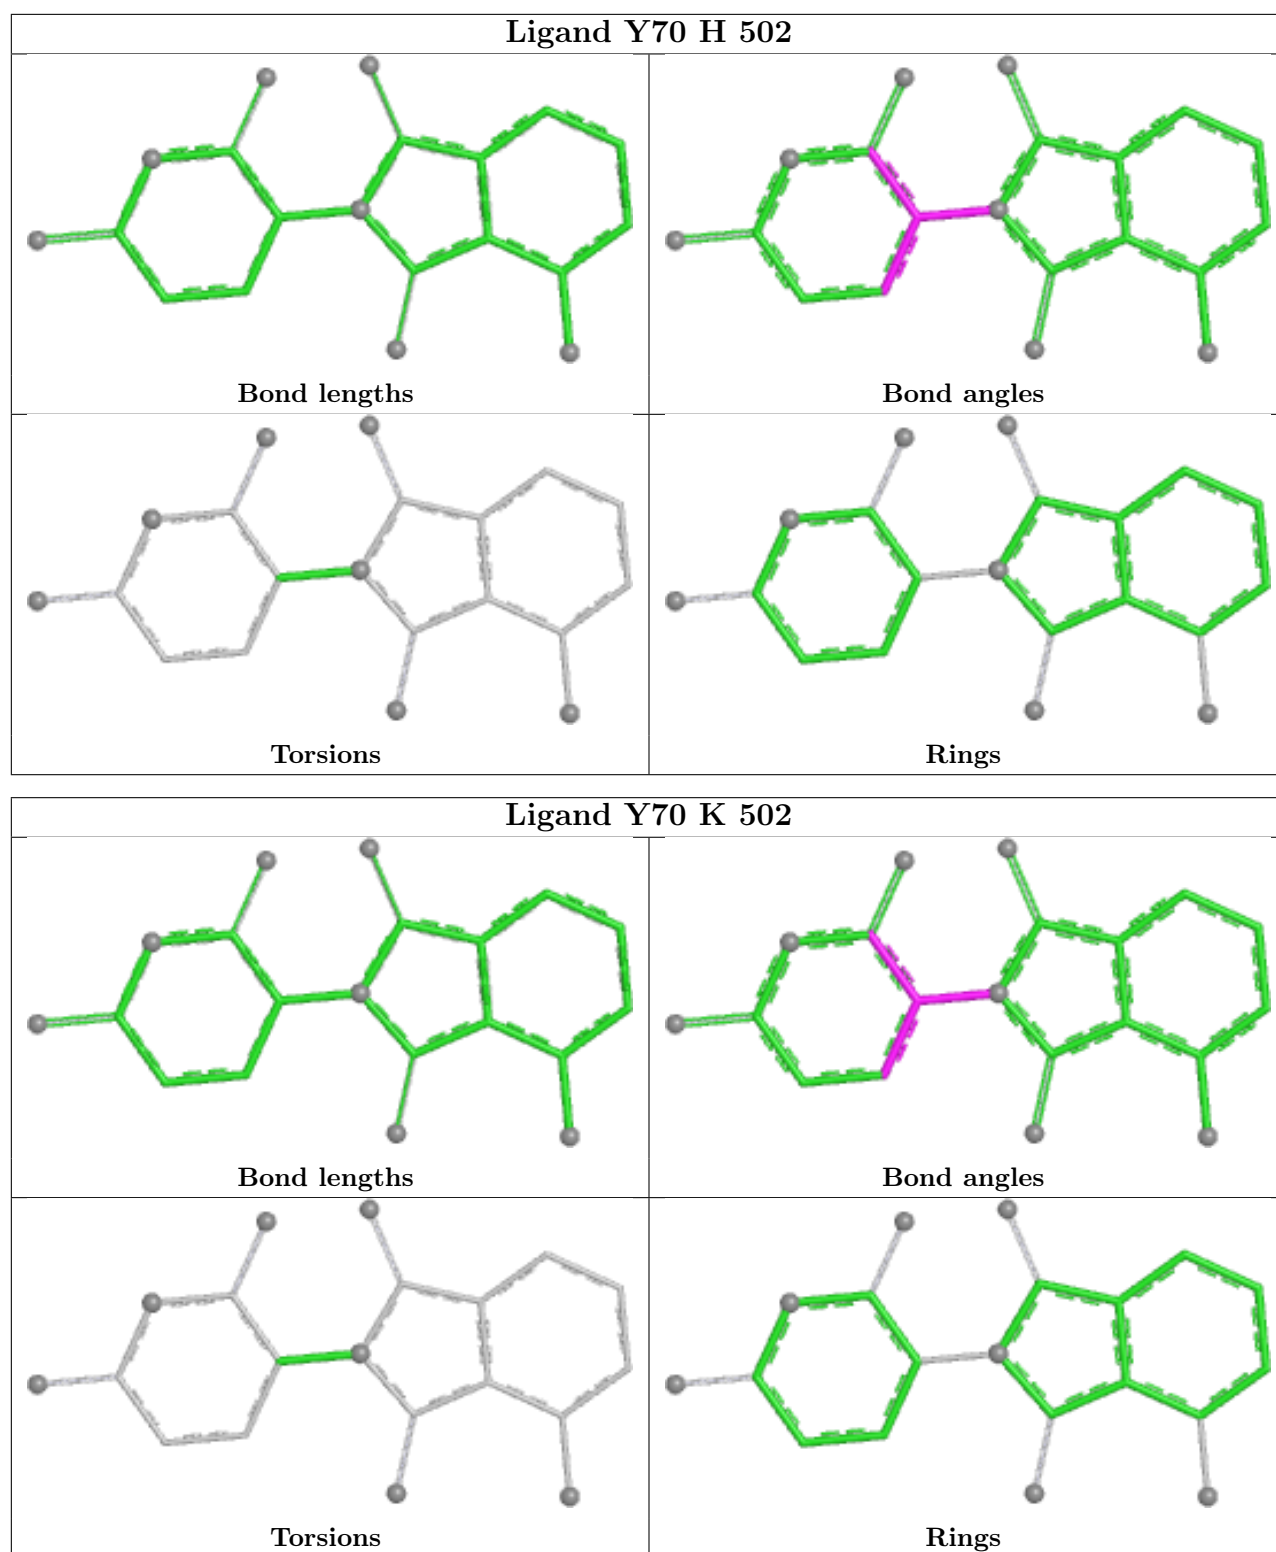 Ligand Y70 H 502
Bond lengths
Bond angles
Torsions
Rings
Ligand Y70 K 502
Bond lengths
Bond angles
Torsions
Rings